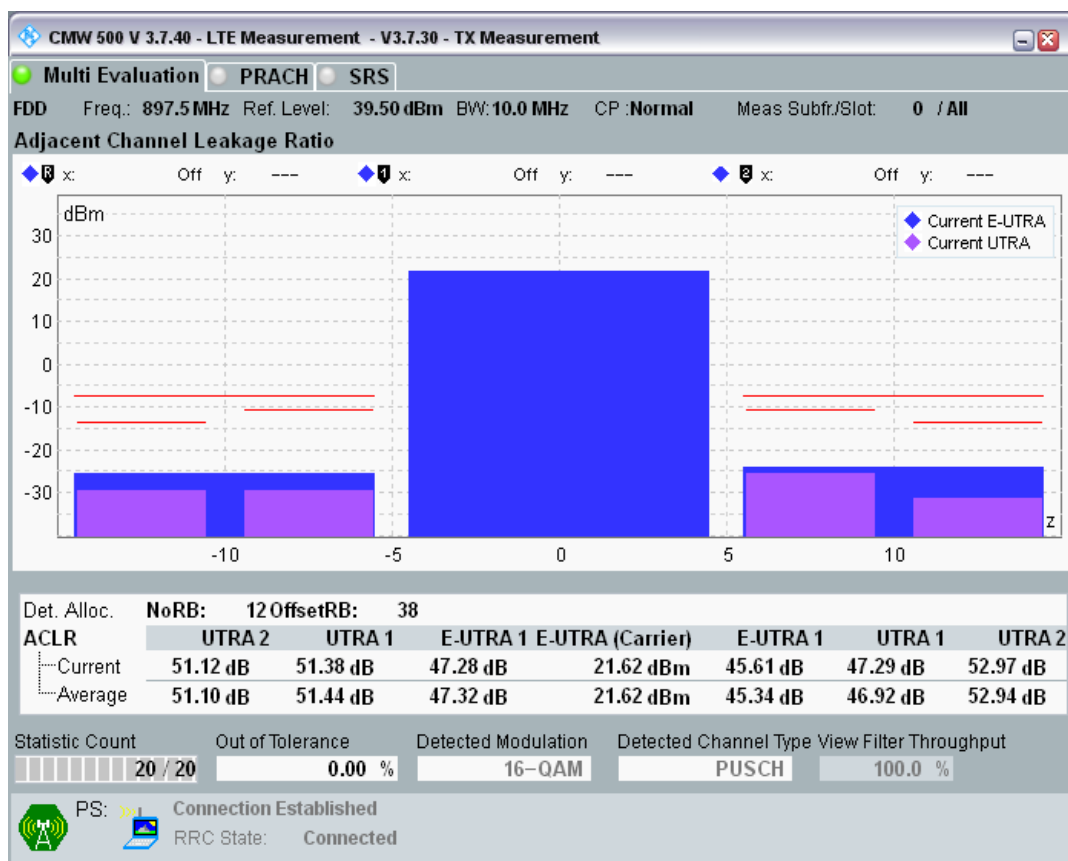 CMW 500 V 3.7.40 - LTE Measurement - V3.7.30 - TX Measurement
Multi Evaluation PRACH SRS
FDD Freq.: 897.5 MHz Ref. Level: 39.50 dBm BW: 10.0 MHz CP :Normal Meas Subfr./Slot: 0 / All
Adjacent Channel Leakage Ratio
R x: Off y: --- 1 x: Off y: --- 2 x: Off y: ---
dBm
Current E-UTRA
Current UTRA
30
20
10
0
-10
-20
-30
z
-10 -5 0 5 10
Det. Alloc. NoRB: 12 OffsetRB: 38
ACLR UTRA 2 UTRA 1 E-UTRA 1 E-UTRA (Carrier) E-UTRA 1 UTRA 1 UTRA 2
Current 51.12 dB 51.38 dB 47.28 dB 21.62 dBm 45.61 dB 47.29 dB 52.97 dB
Average 51.10 dB 51.44 dB 47.32 dB 21.62 dBm 45.34 dB 46.92 dB 52.94 dB
Statistic Count Out of Tolerance Detected Modulation Detected Channel Type View Filter Throughput
20 / 20 0.00 % 16-QAM PUSCH 100.0 %
PS: Connection Established
RRC State: Connected